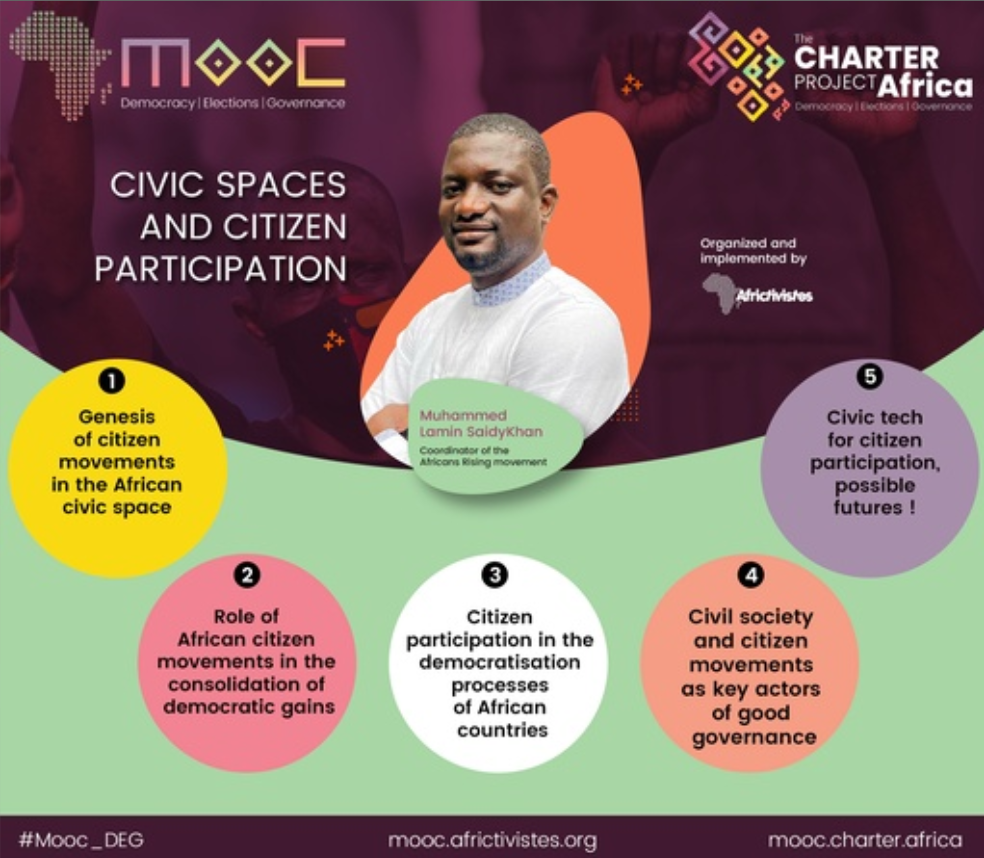 MOOC
Democracy | Elections | Governance
The
CHARTER
PROJECT Africa
Democracy | Elections | Governance
CIVIC SPACES
AND CITIZEN
PARTICIPATION
Organized and
implemented by
Africtivistes
Muhammed
Lamin SaidyKhan
Coordinator of the
Africans Rising movement
1
Genesis
of citizen
movements
in the African
civic space
2
Role of
African citizen
movements in the
consolidation of
democratic gains
3
Citizen
participation in the
democratisation
processes
of African
countries
4
Civil society
and citizen
movements
as key actors
of good
governance
5
Civic tech
for citizen
participation,
possible
futures !
#Mooc_DEG
mooc.africtivistes.org
mooc.charter.africa